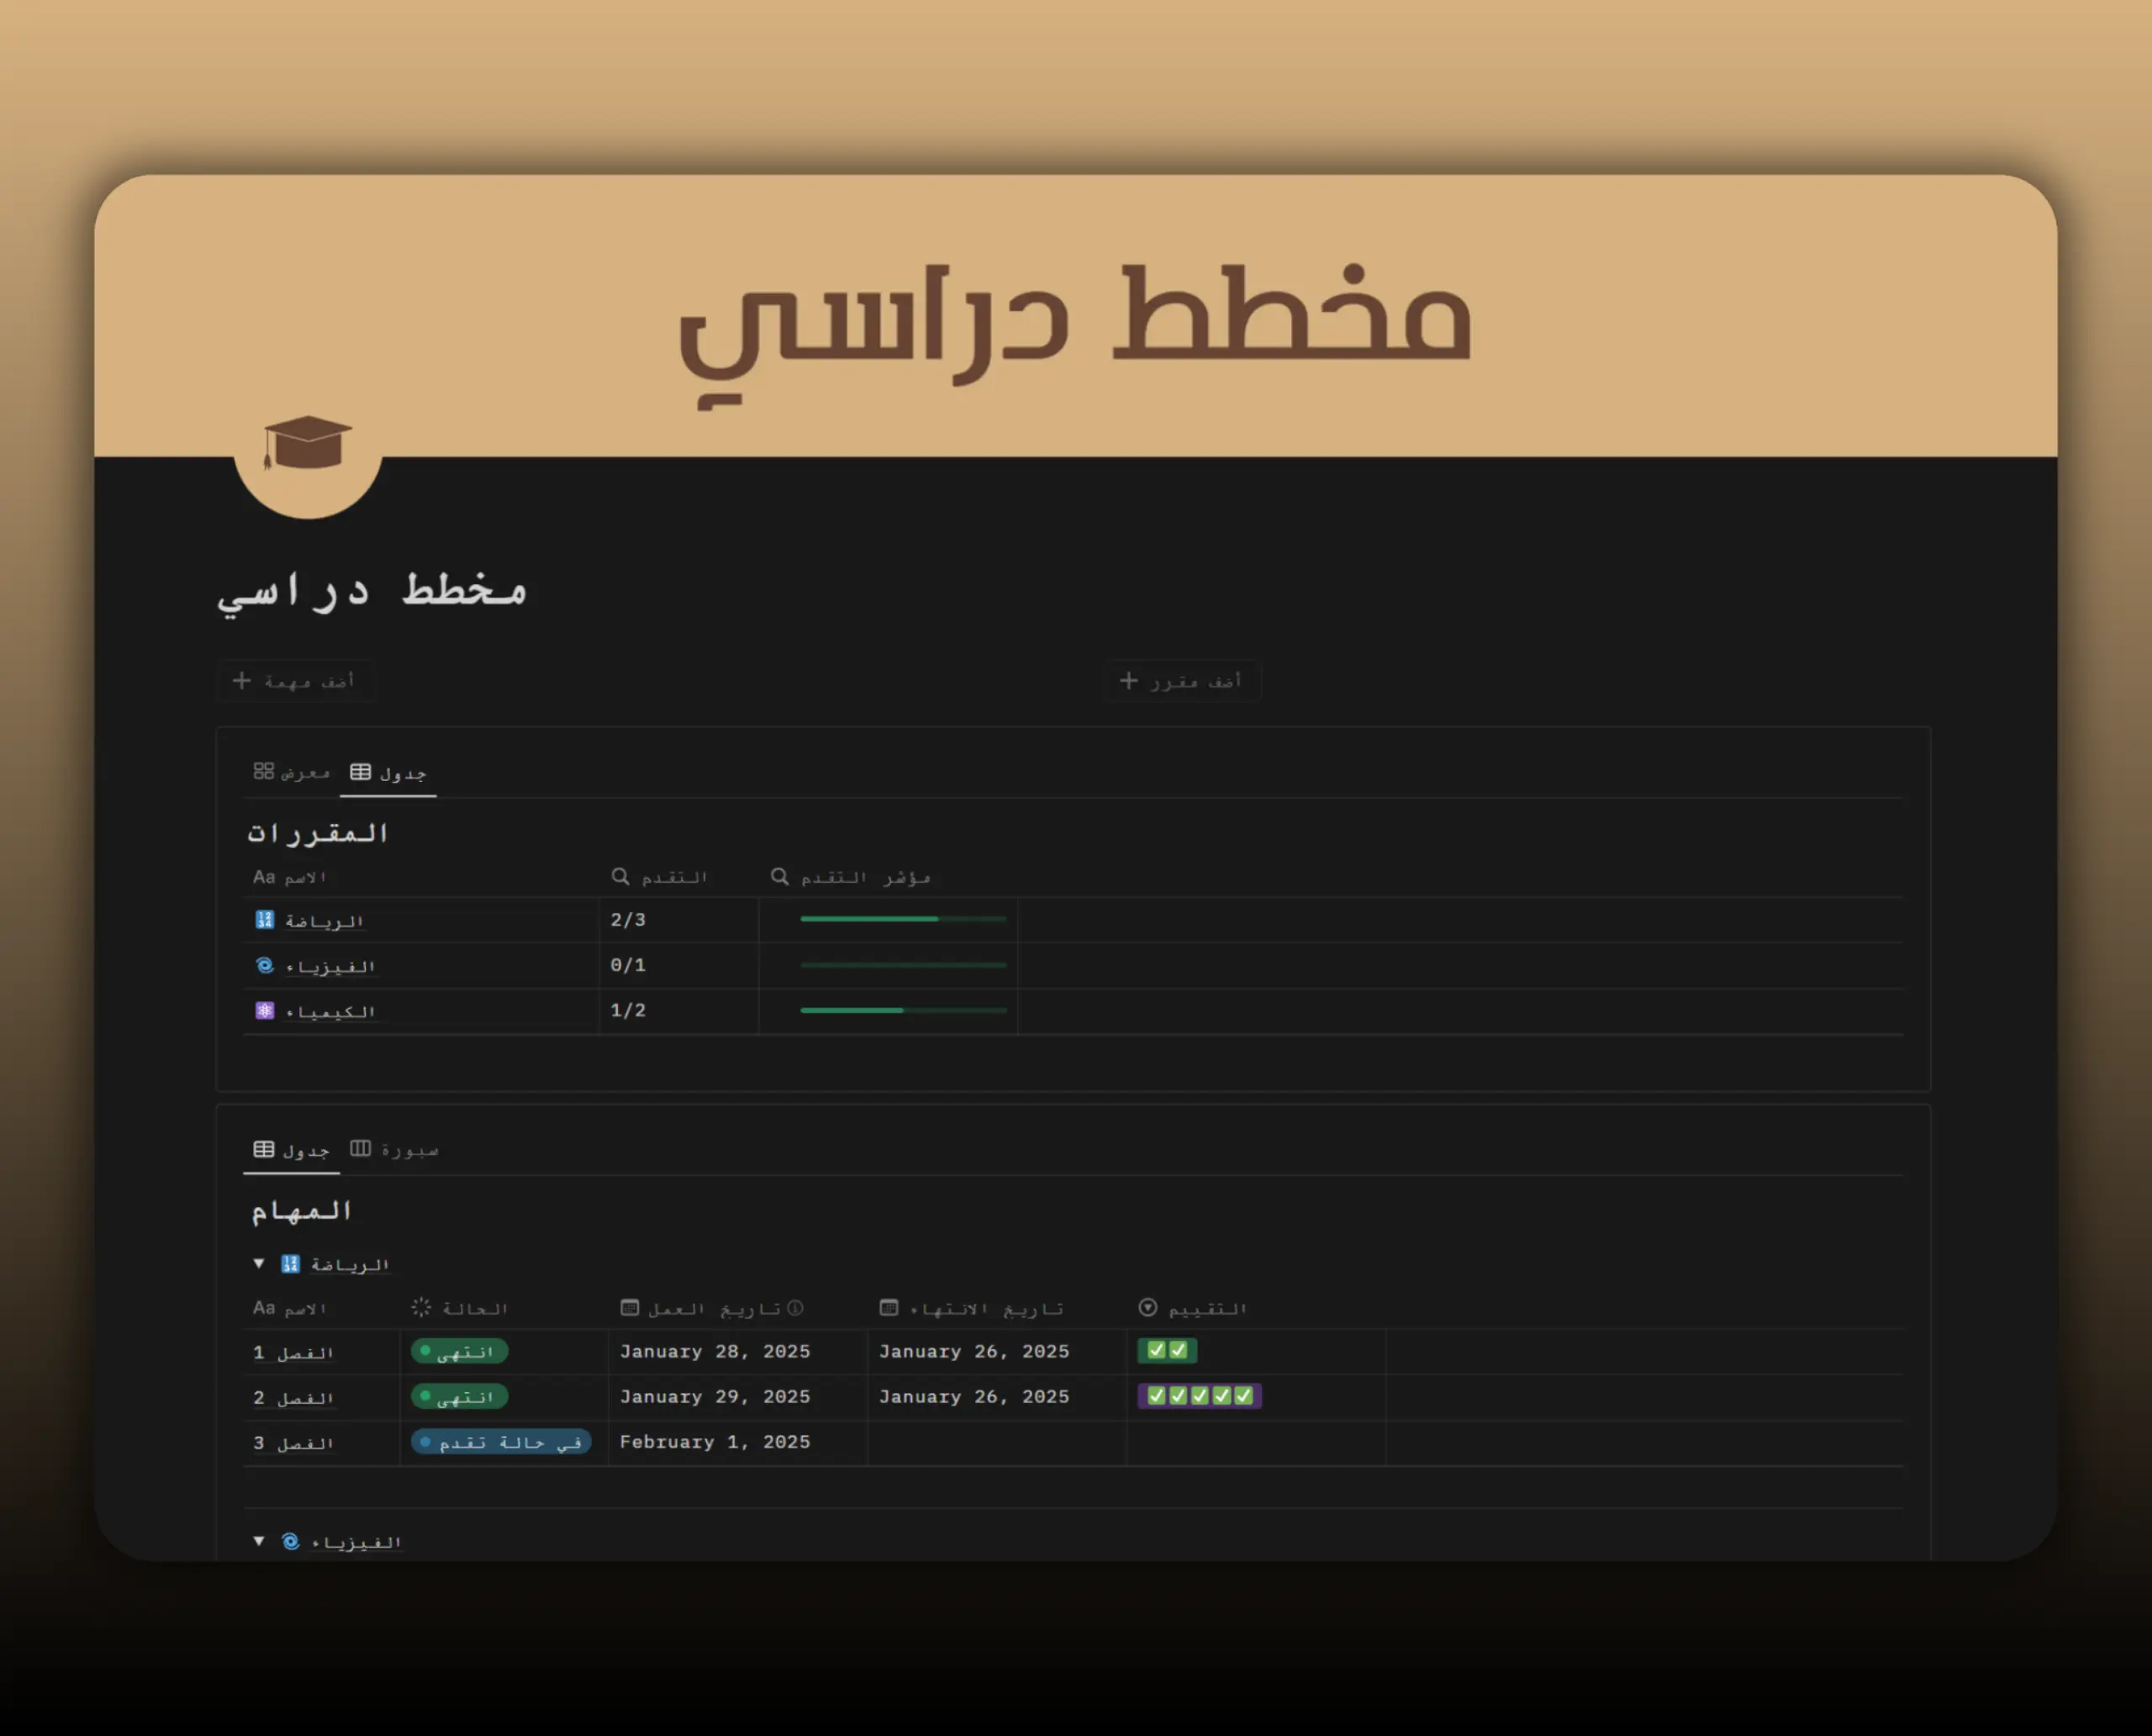 مخطط دراسي
مخطط دراسي
أضف مهمة
أضف مقرر
معرض جدول
المقررات
Aa الاسم التقدم مؤشر التقدم
الرياضة 2/3
الفيزياء 0/1
الكيمياء 1/2
جدول سبورة
المهام
الرياضة
Aa الاسم الحالة تاريخ العمل تاريخ الانتهاء التقييم
الفصل 1 انتهى January 28, 2025 January 26, 2025 ✅✅
الفصل 2 انتهى January 29, 2025 January 26, 2025 ✅✅✅✅✅
الفصل 3 في حالة تقدم February 1, 2025
الفيزياء